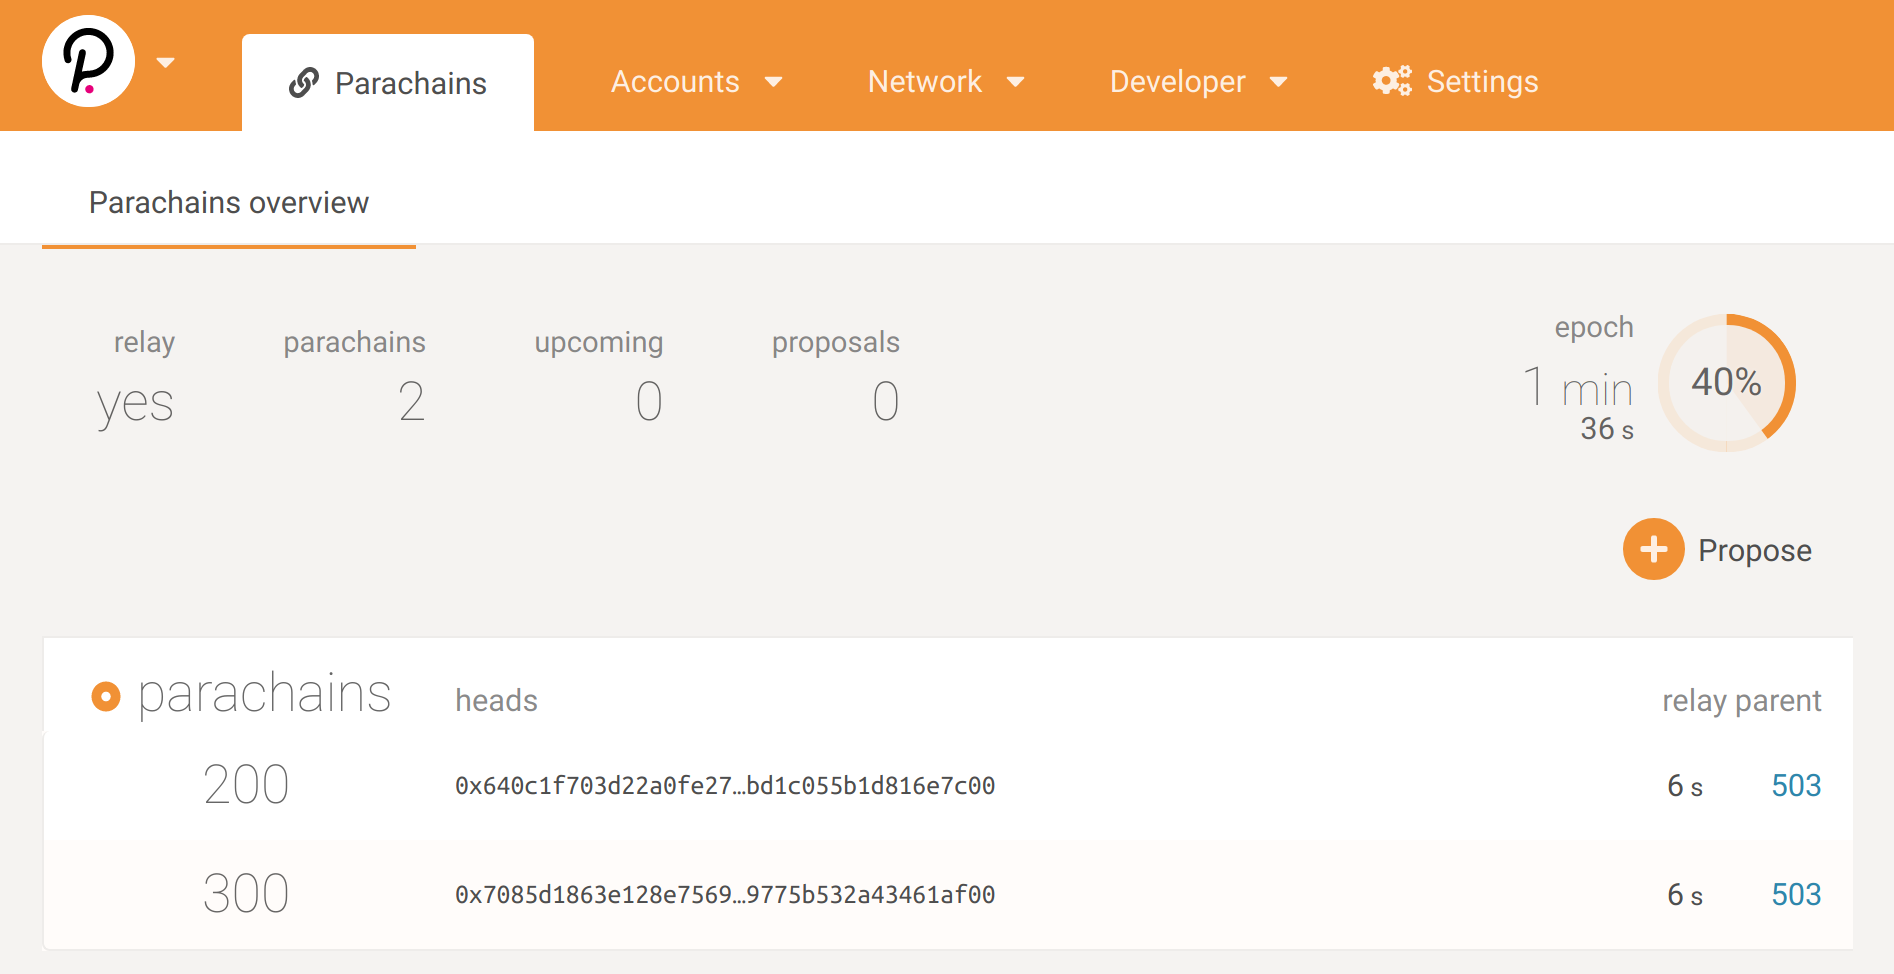 Parachains Accounts Network Developer Settings
Parachains overview
relay parachains upcoming proposals epoch
yes 2 0 0 1 min 40%
36 s
Propose
parachains heads relay parent
200 0x640c1f703d22a0fe27…bd1c055b1d816e7c00 6 s 503
300 0x7085d1863e128e7569…9775b532a43461af00 6 s 503